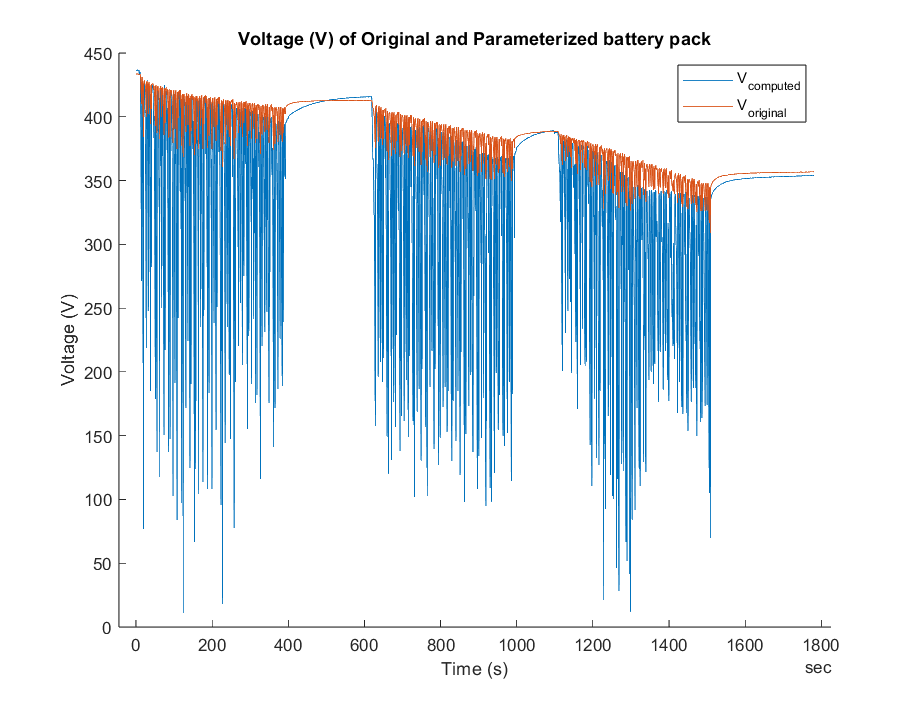 Voltage (V) of Original and Parameterized battery pack
450
400
350
300
250
200
150
100
50
0
Voltage (V)
V computed
V original
0 200 400 600 800 1000 1200 1400 1600 1800
Time (s)
sec